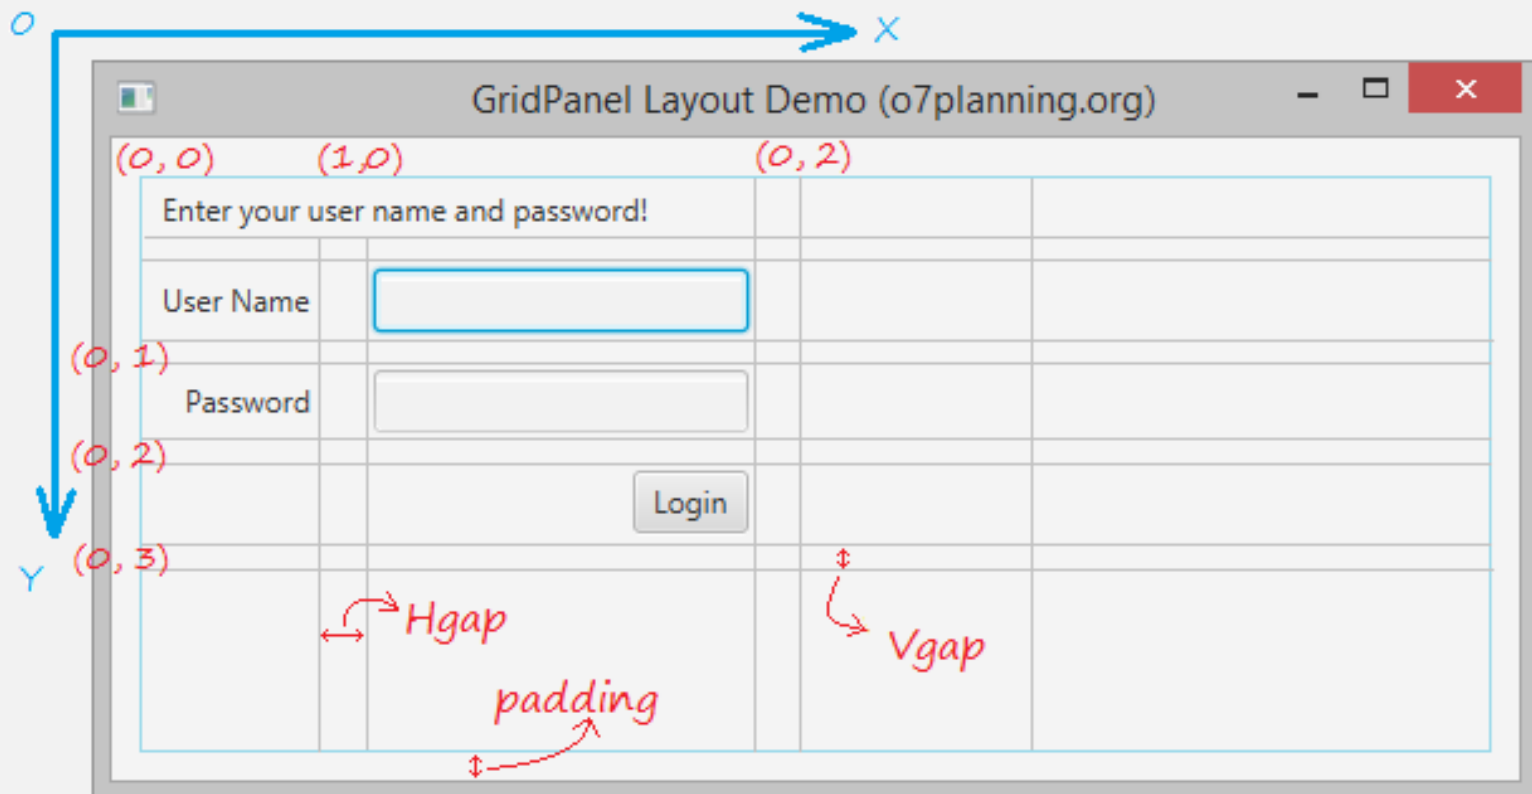 O
X
GridPanel Layout Demo (o7planning.org)
(0, 0) (1,0) (0, 2)
Enter your user name and password!
User Name
(0, 1)
Password
(0, 2)
Login
(0, 3)
Y
Hgap
Vgap
padding